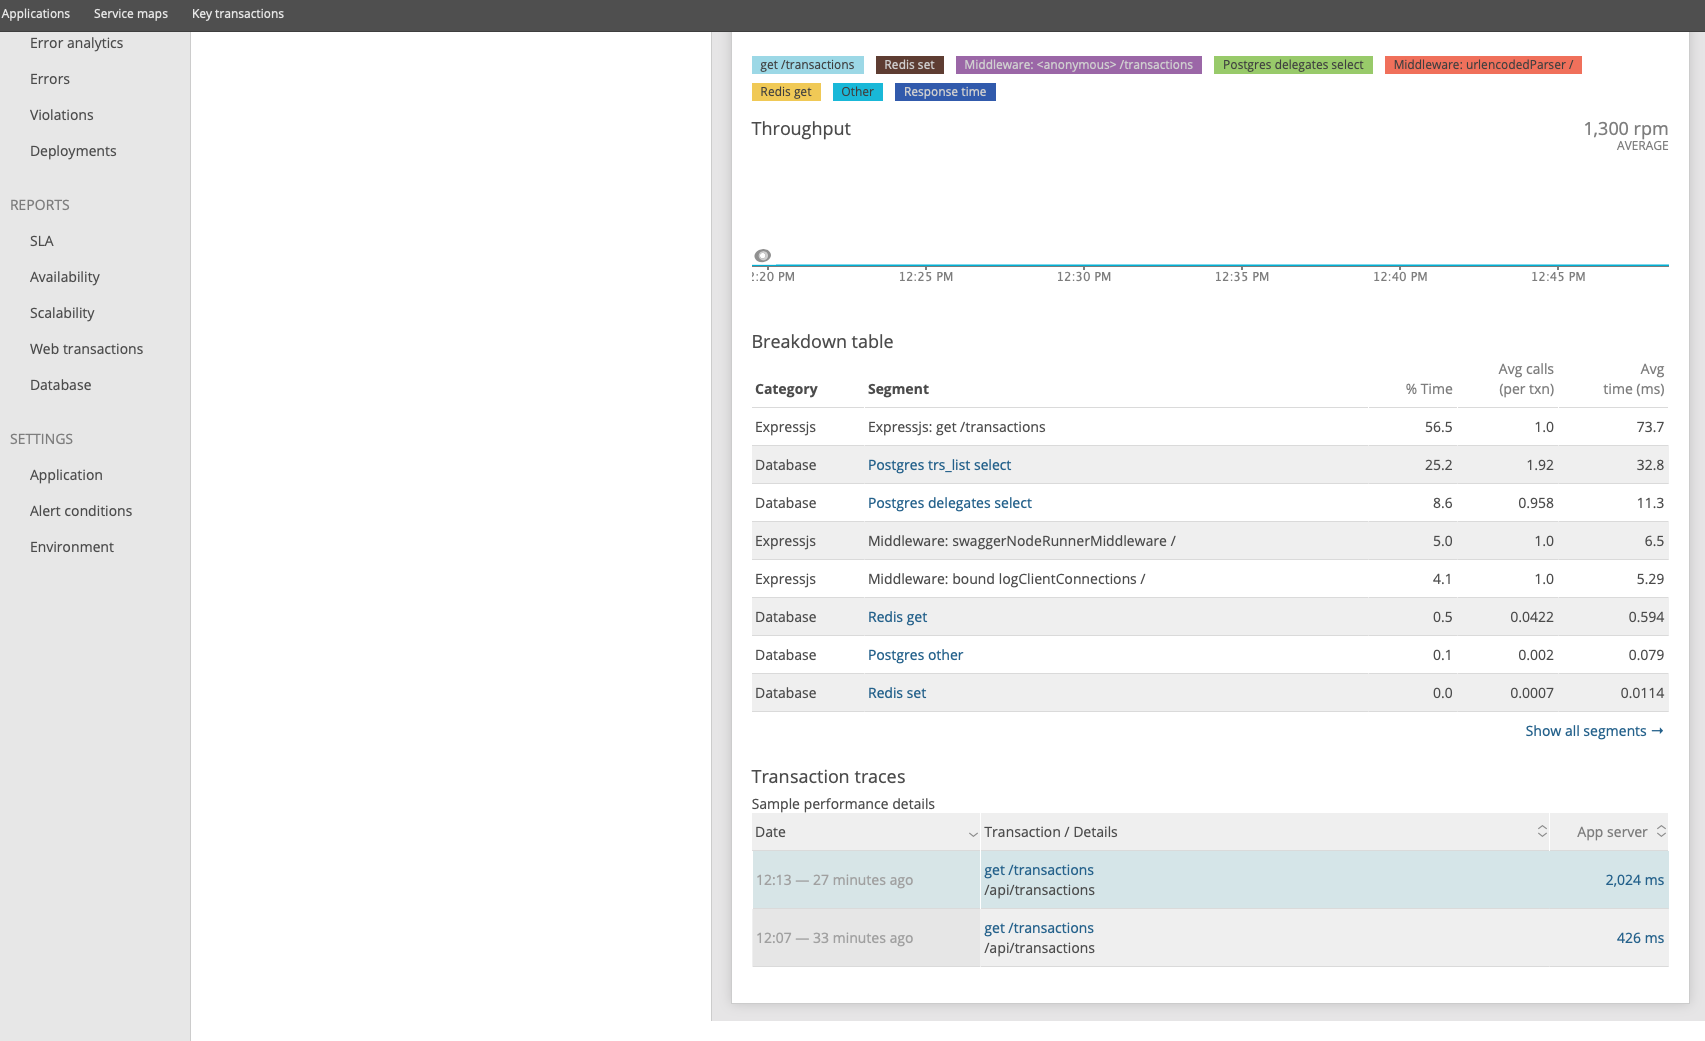 Applications Service maps Key transactions
Error analytics
Errors
Violations
Deployments
REPORTS
SLA
Availability
Scalability
Web transactions
Database
SETTINGS
Application
Alert conditions
Environment
get /transactions Redis set Middleware: <anonymous> /transactions Postgres delegates select Middleware: urlencodedParser /
Redis get Other Response time
Throughput 1,300 rpm
AVERAGE
:20 PM 12:25 PM 12:30 PM 12:35 PM 12:40 PM 12:45 PM
Breakdown table
Category Segment % Time Avg calls (per txn) Avg time (ms)
Expressjs Expressjs: get /transactions 56.5 1.0 73.7
Database Postgres trs_list select 25.2 1.92 32.8
Database Postgres delegates select 8.6 0.958 11.3
Expressjs Middleware: swaggerNodeRunnerMiddleware / 5.0 1.0 6.5
Expressjs Middleware: bound logClientConnections / 4.1 1.0 5.29
Database Redis get 0.5 0.0422 0.594
Database Postgres other 0.1 0.002 0.079
Database Redis set 0.0 0.0007 0.0114
Show all segments →
Transaction traces
Sample performance details
Date Transaction / Details App server
12:13 — 27 minutes ago get /transactions 2,024 ms
/api/transactions
12:07 — 33 minutes ago get /transactions 426 ms
/api/transactions